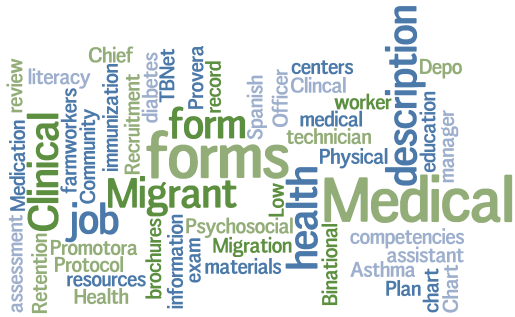 review
literacy
Chief
immunization
Recruitment
diabetes
TBNet
Provera
record
Spanish
Officer
centers
Clincal
description
Depo
Medication
Clinical
farmworkers
Community
form
forms
worker
medical
technician
Physical
education
manager
Migrant
job
Low
health
Medical
assessment
Retention
Promotora
Protocol
resources
Health
brochures
information
exam
Psychosocial
Migration
materials
Binational
competencies
assistant
Asthma
Plan
chart
Chart